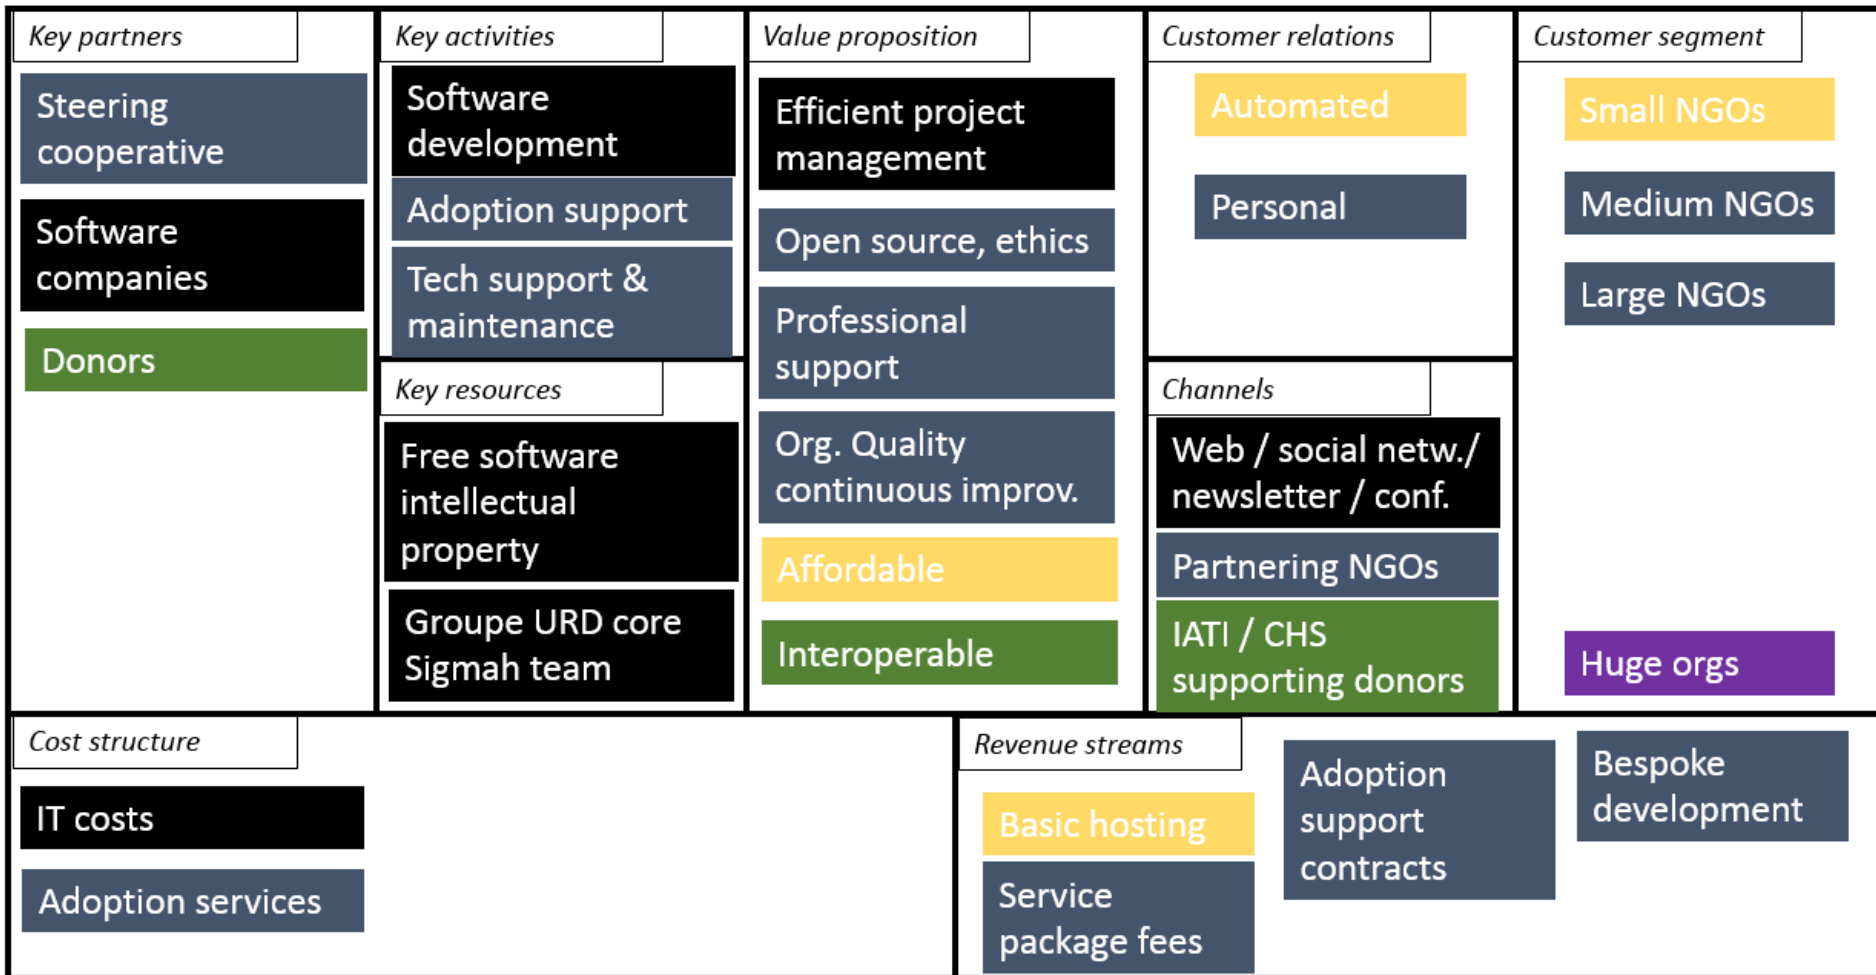 Key partners
Steering
cooperative
Software
companies
Donors
Key activities
Software
development
Adoption support
Tech support &
maintenance
Key resources
Free software
intellectual
property
Groupe URD core
Sigmah team
Value proposition
Efficient project
management
Open source, ethics
Professional
support
Org. Quality
continuous improv.
Affordable
Interoperable
Customer relations
Automated
Personal
Channels
Web / social netw./
newsletter / conf.
Partnering NGOs
IATI / CHS
supporting donors
Customer segment
Small NGOs
Medium NGOs
Large NGOs
Huge orgs
Cost structure
IT costs
Adoption services
Revenue streams
Basic hosting
Service
package fees
Adoption
support
contracts
Bespoke
development